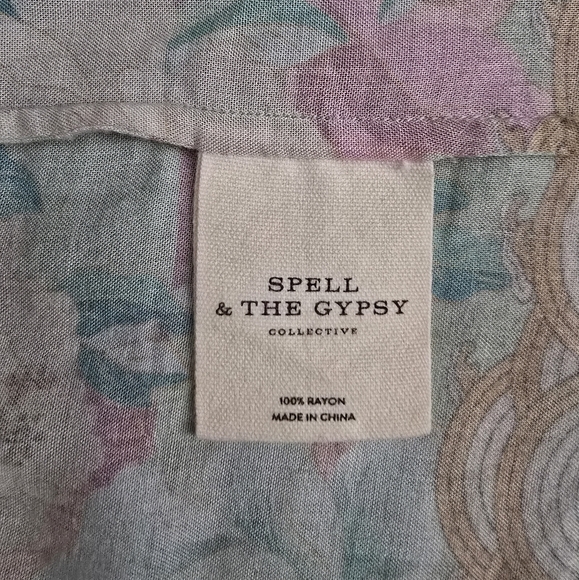 SPELL
& THE GYPSY
COLLECTIVE
100% RAYON
MADE IN CHINA